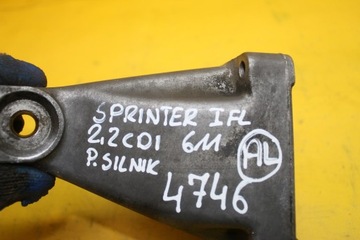 SPRINTER I FL
2.2CDI 611
AL
P.SILNIK
4746